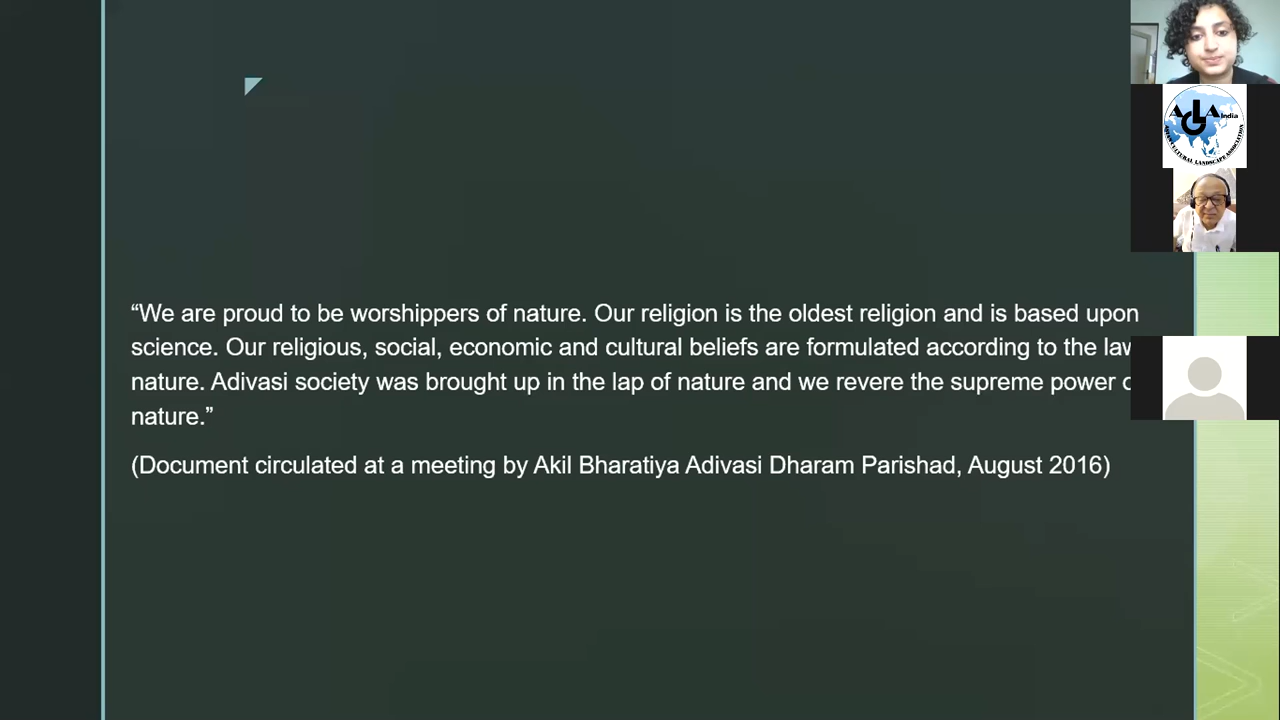 “We are proud to be worshippers of nature. Our religion is the oldest religion and is based upon
science. Our religious, social, economic and cultural beliefs are formulated according to the
nature. Adivasi society was brought up in the lap of nature and we revere the supreme power
nature.”
(Document circulated at a meeting by Akil Bharatiya Adivasi Dharam Parishad, August 2016)
AGLA
India